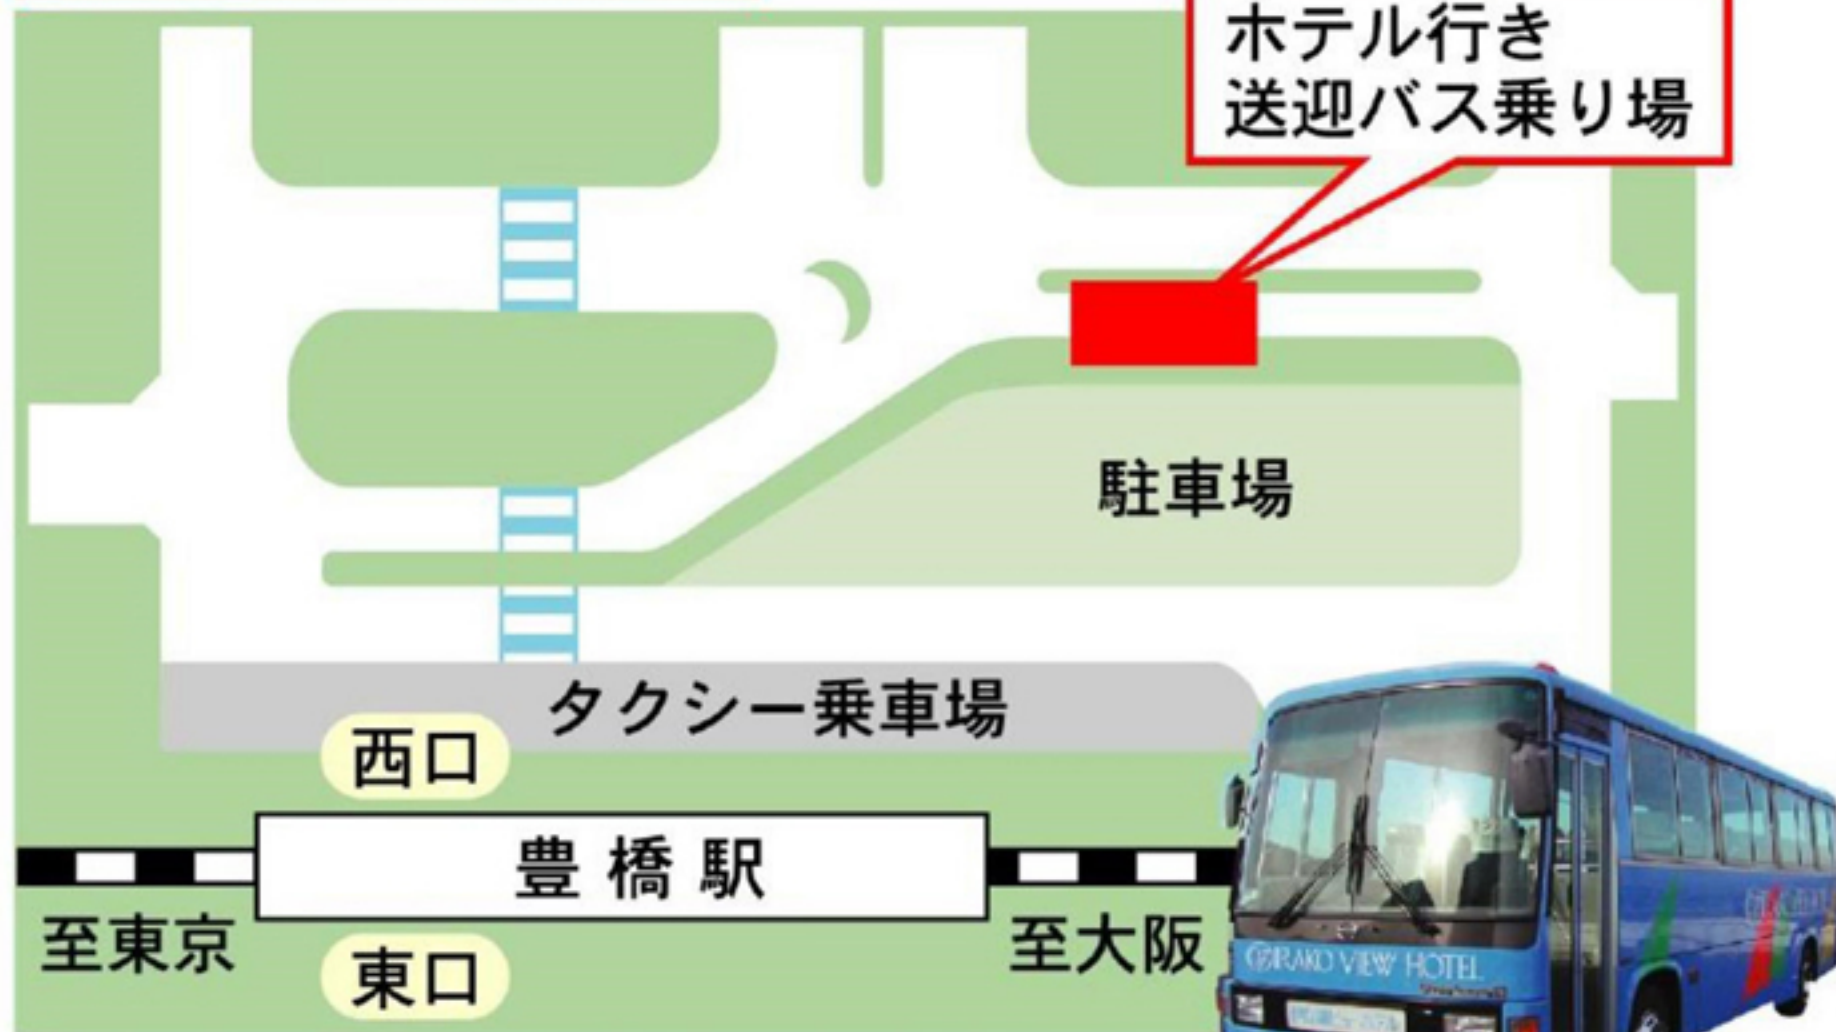 ホテル行き
送迎バス乗り場
駐車場
タクシー乗車場
西口
豊橋駅
至東京
至大阪
東口
IRAKO VIEW HOTEL